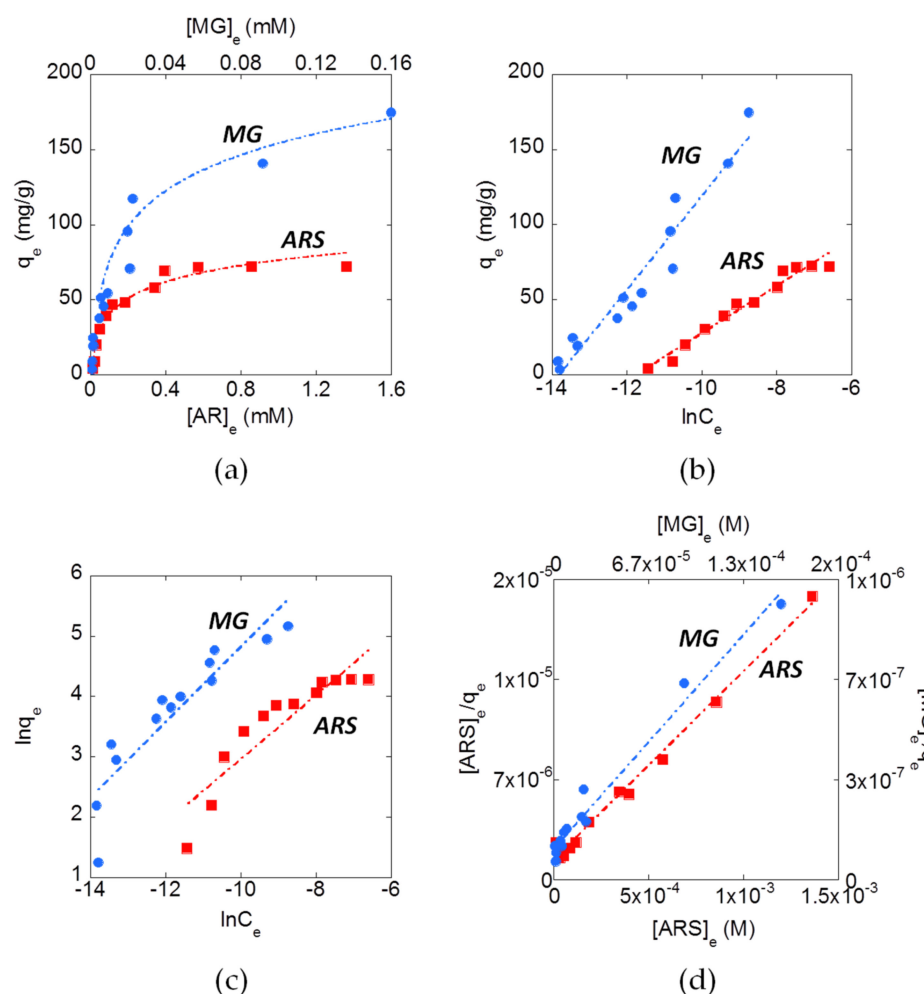 [MG]e (mM)
0 0.04 0.08 0.12 0.16
200
150
100
50
0
qe (mg/g)
MG
ARS
0 0.4 0.8 1.2 1.6
[AR]e (mM)
(a)
200
150
100
50
0
qe (mg/g)
MG
ARS
-14 -12 -10 -8 -6
lnCe
(b)
6
5
4
3
2
1
lnqe
MG
ARS
-14 -12 -10 -8 -6
lnCe
(c)
[MG]e (M)
0 6.7x10-5 1.3x10-4 2x10-4
2x10-5
1x10-5
7x10-6
0
[ARS]e/qe
MG
ARS
1x10-6
7x10-7
3x10-7
0
0 5x10-4 1x10-3 1.5x10-3
[ARS]e (M)
(d)